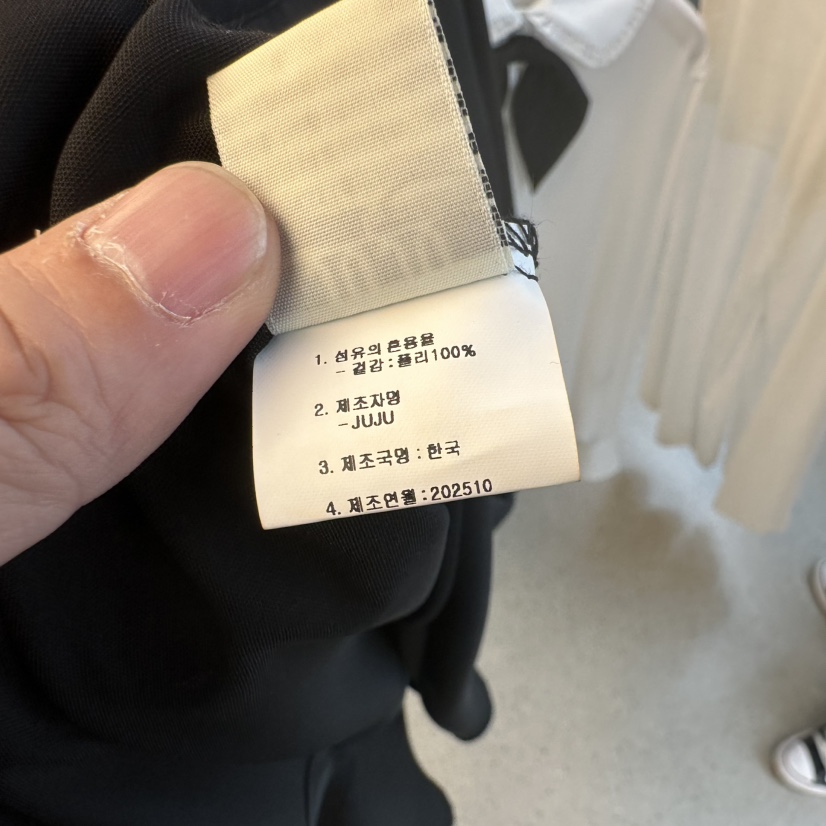 1. 섬유의 혼용율
- 겉감 : 폴리100%
2. 제조자명
-JUJU
3. 제조국명 : 한국
4. 제조연월 : 202510